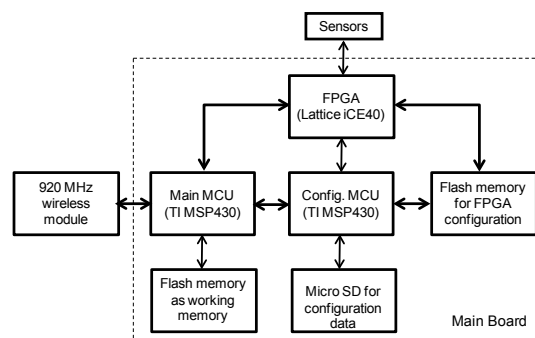 Sensors
FPGA
(Lattice iCE40)
920 MHz
wireless
module
Main MCU
(TI MSP430)
Config. MCU
(TI MSP430)
Flash memory
for FPGA
configuration
Flash memory
as working
memory
Micro SD for
configuration
data
Main Board